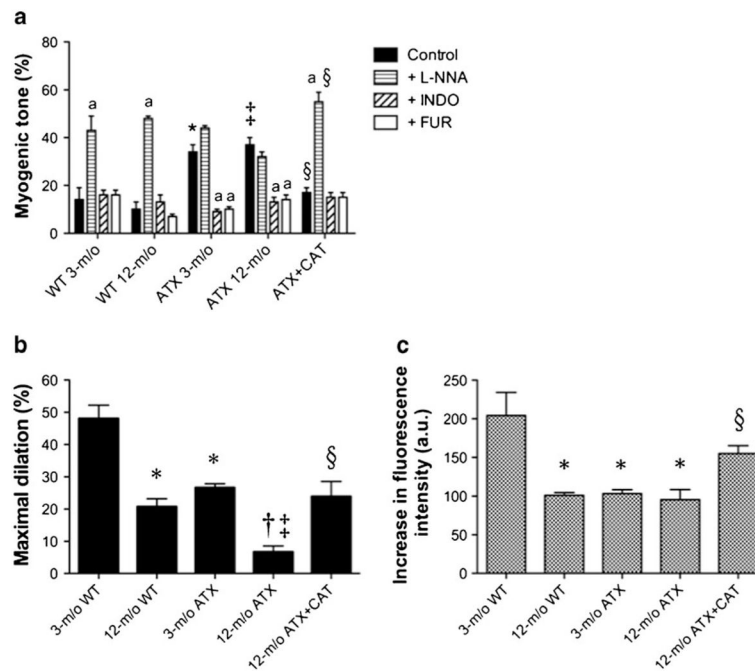 a
Myogenic tone (%)
80
60
40
20
0
a
a
*
‡
‡
a §
§
a a
a a
Control
+ L-NNA
+ INDO
+ FUR
WT 3-m/o
WT 12-m/o
ATX 3-m/o
ATX 12-m/o
ATX+CAT
b
Maximal dilation (%)
60
50
40
30
20
10
0
*
*
†‡
§
3-m/o WT
12-m/o WT
3-m/o ATX
12-m/o ATX
12-m/o ATX+CAT
c
Increase in fluorescence
intensity (a.u.)
250
200
150
100
50
0
*
*
*
§
3-m/o WT
12-m/o WT
3-m/o ATX
12-m/o ATX
12-m/o ATX+CAT